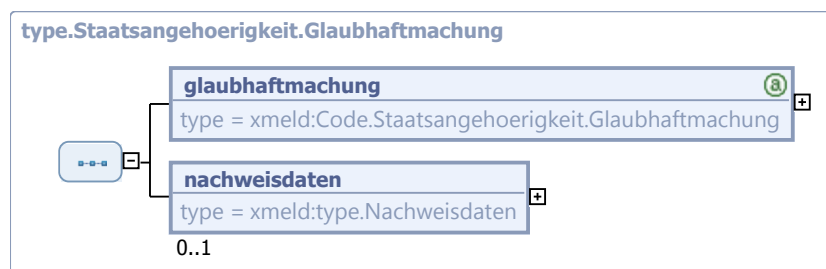 type.Staatsangehoerigkeit.Glaubhaftmachung
glaubhaftmachung
a
type = xmeld:Code.Staatsangehoerigkeit.Glaubhaftmachung
nachweisdaten
type = xmeld:type.Nachweisdaten
0..1